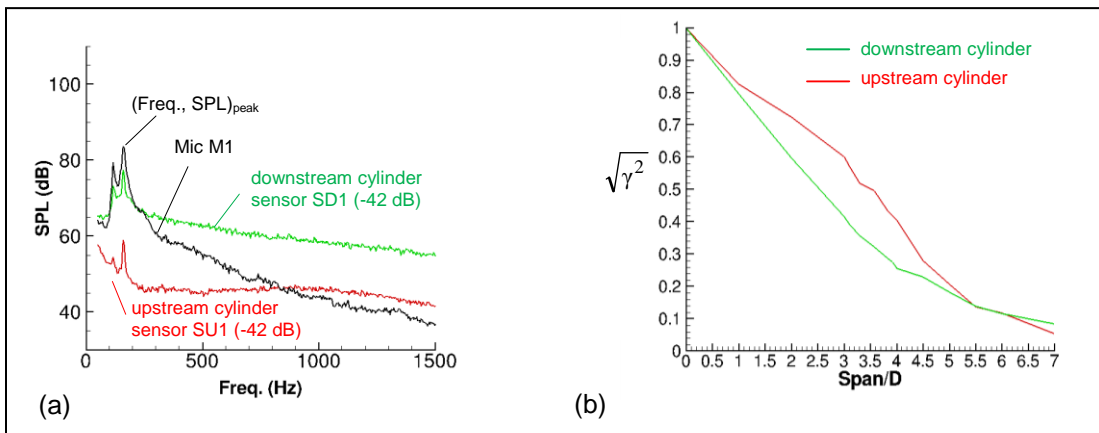 100
80
60
40
SPL (dB)
(Freq., SPL)peak
Mic M1
downstream cylinder
sensor SD1 (-42 dB)
upstream cylinder
sensor SU1 (-42 dB)
0 500 1000 1500
Freq. (Hz)
(a)
1
0.9
0.8
0.7
0.6
0.5
0.4
0.3
0.2
0.1
0
√γ²
downstream cylinder
upstream cylinder
0 0.5 1 1.5 2 2.5 3 3.5 4 4.5 5 5.5 6 6.5 7
Span/D
(b)